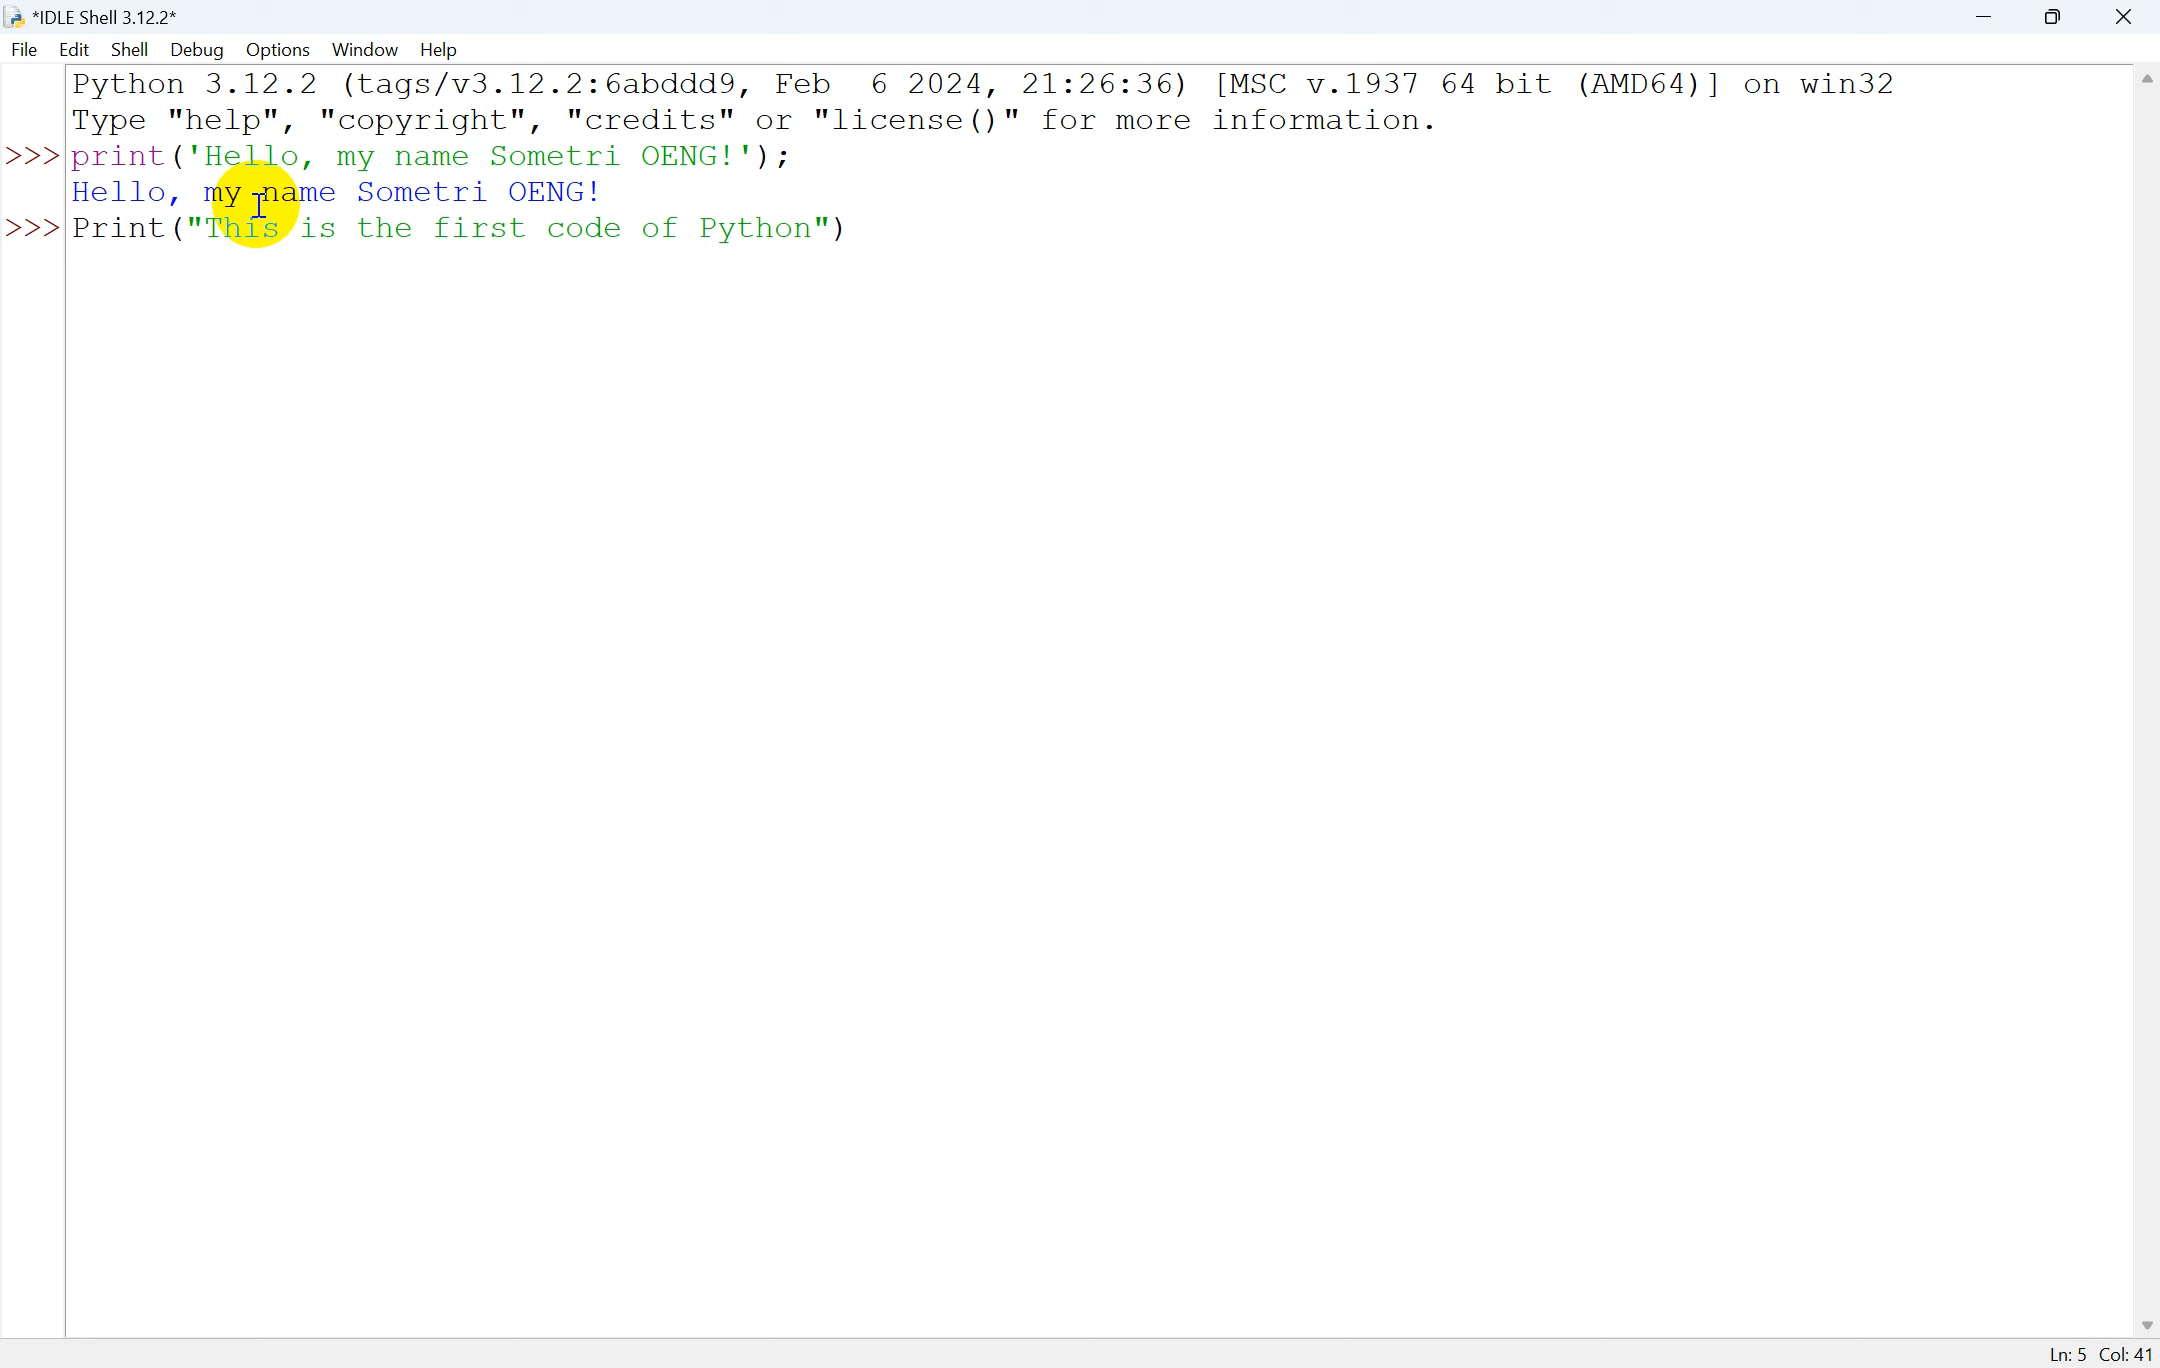 *IDLE Shell 3.12.2*
File Edit Shell Debug Options Window Help
Python 3.12.2 (tags/v3.12.2:6abddd9, Feb  6 2024, 21:26:36) [MSC v.1937 64 bit (AMD64)] on win32
Type "help", "copyright", "credits" or "license()" for more information.
>>> print('Hello, my name Sometri OENG!');
Hello, my name Sometri OENG!
>>> Print("This is the first code of Python")
Ln: 5 Col: 41